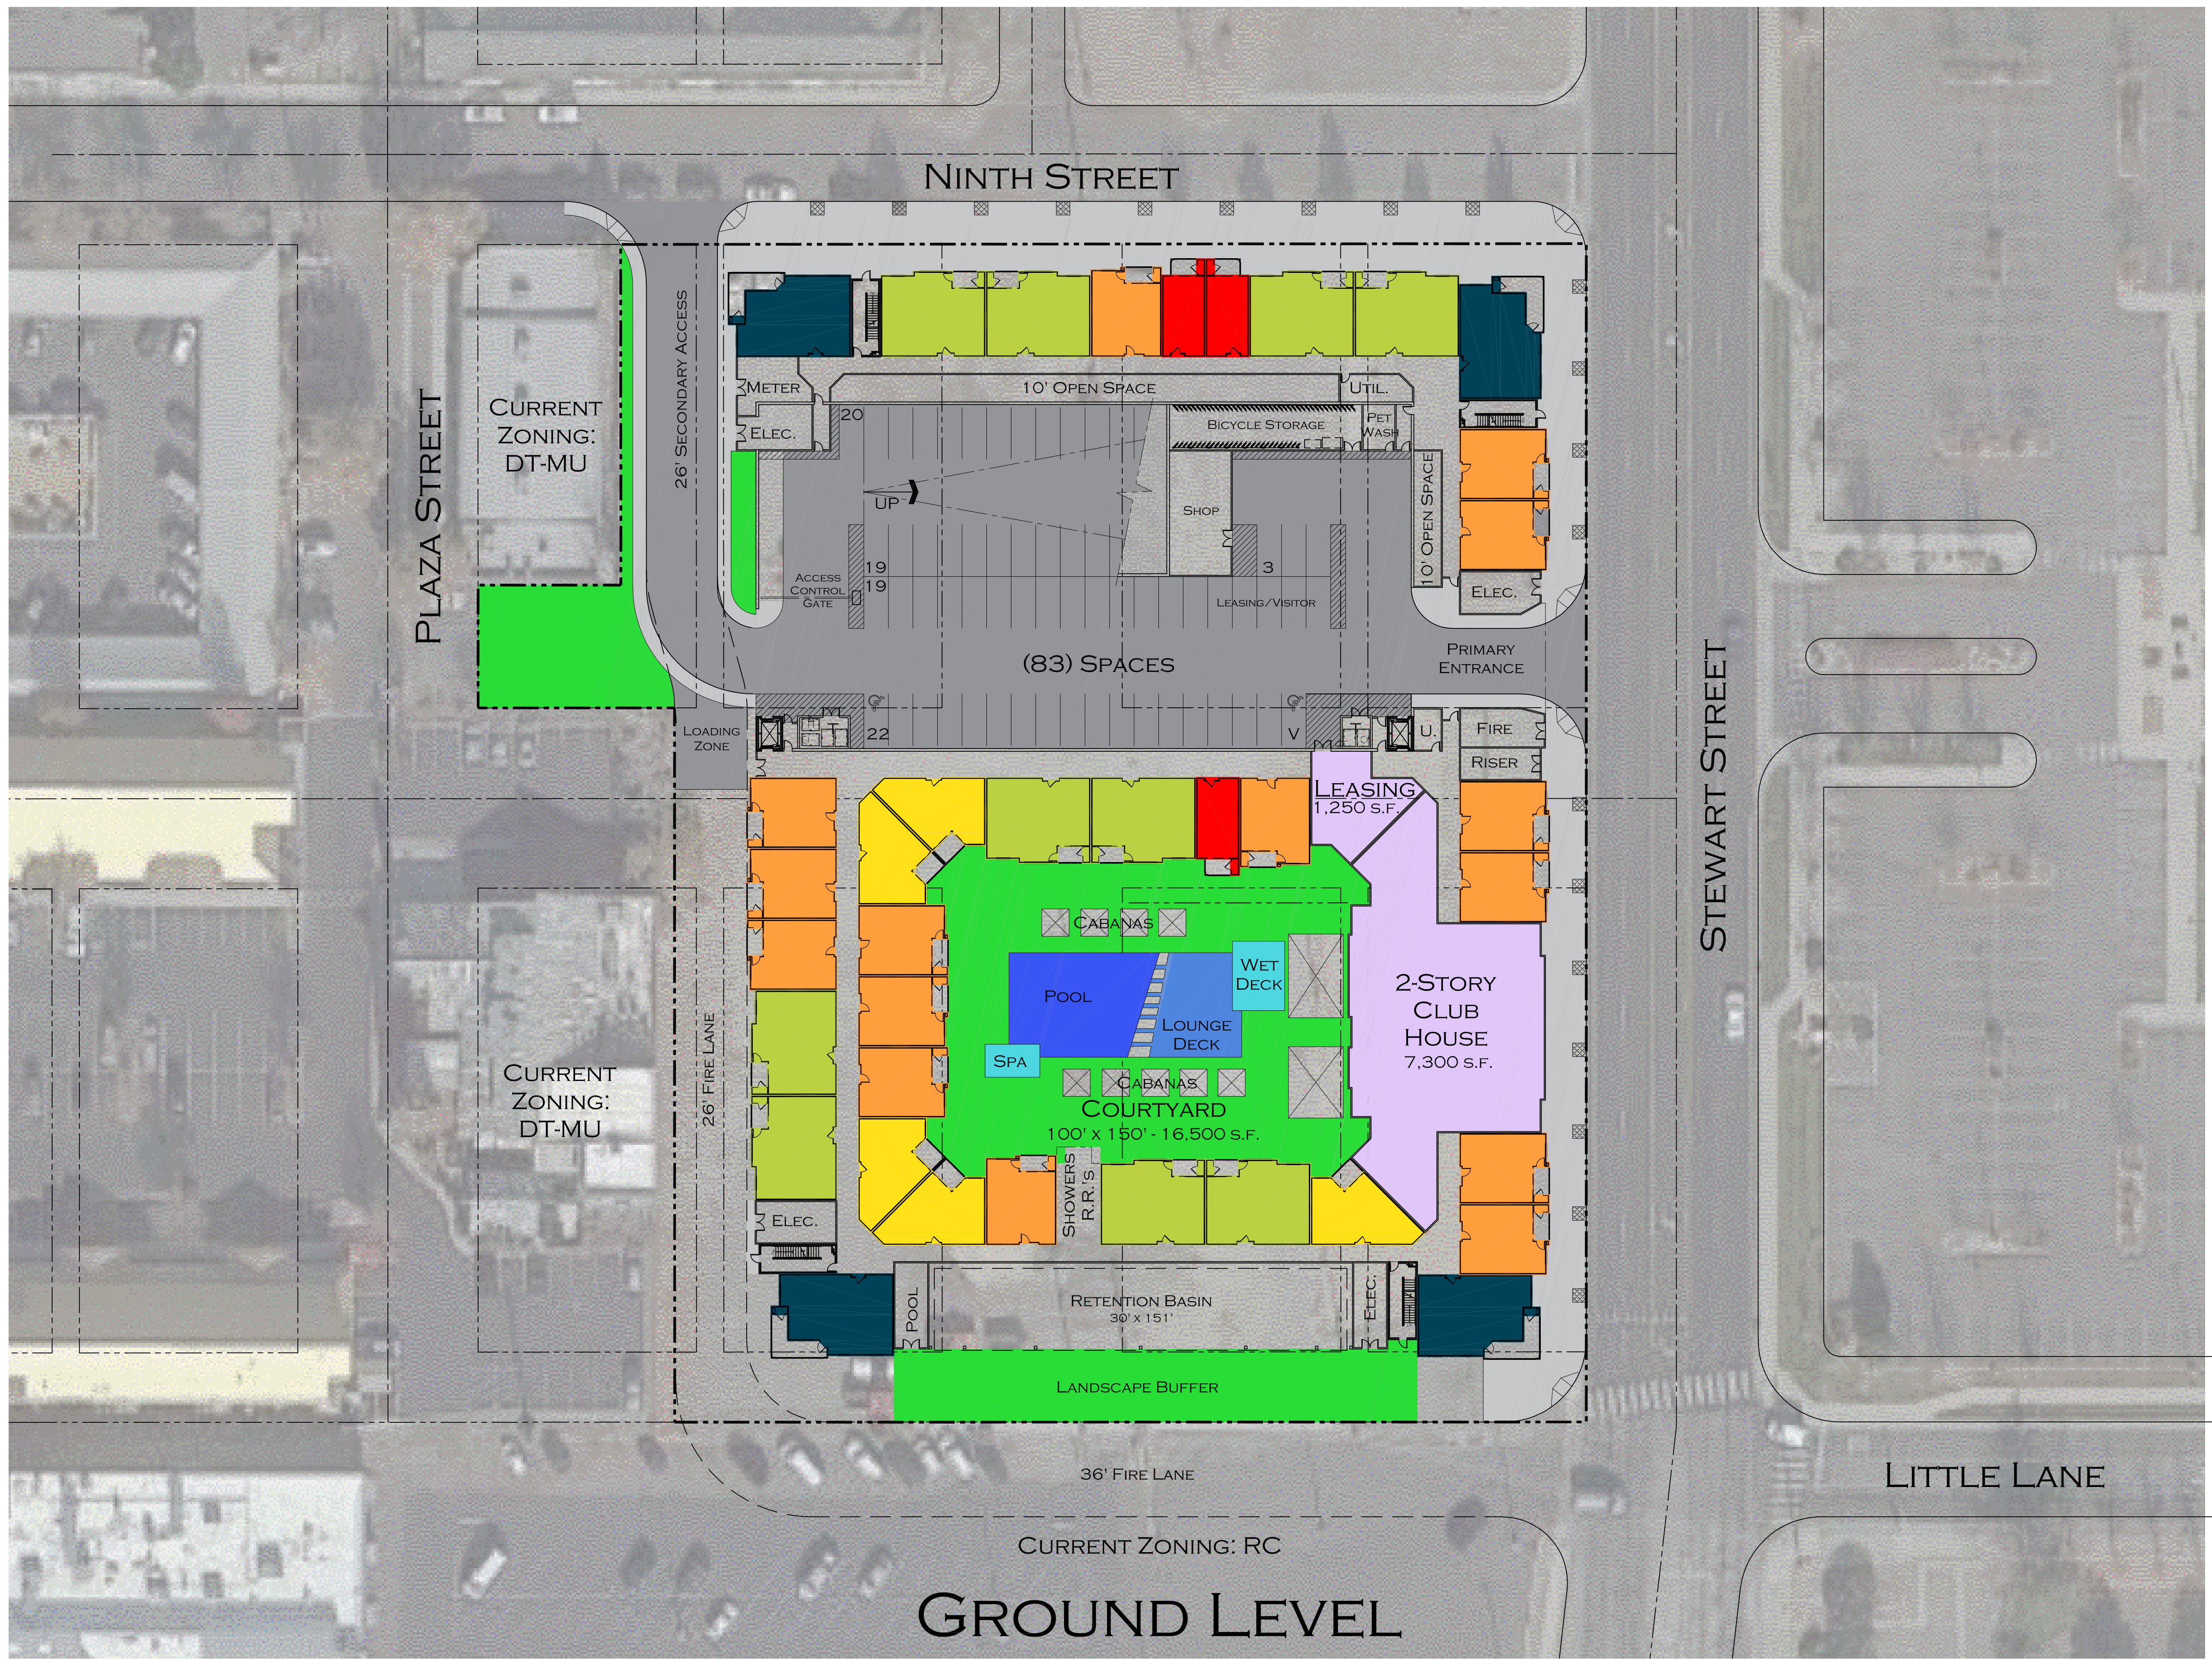 Ninth Street
Plaza Street
Current
Zoning:
DT-MU
26' Secondary Access
Meter
10' Open Space
Util.
20
Elec.
Bicycle Storage
Pet
Wash
Up
Shop
10' Open Space
19
19
3
Access
Control
Gate
Leasing/Visitor
Elec.
(83) Spaces
Primary
Entrance
Stewart Street
Loading
Zone
22
V
U.
Fire
Riser
Leasing
1,250 s.f.
Cabanas
Wet
Deck
Pool
Lounge
Deck
2-Story
Club
House
7,300 s.f.
Spa
Cabanas
Courtyard
100' x 150' - 16,500 s.f.
Current
Zoning:
DT-MU
26' Fire Lane
Showers
R.R.'s
Elec.
Pool
Retention Basin
30' x 151'
Elec.
Landscape Buffer
36' Fire Lane
Little Lane
Current Zoning: RC
Ground Level